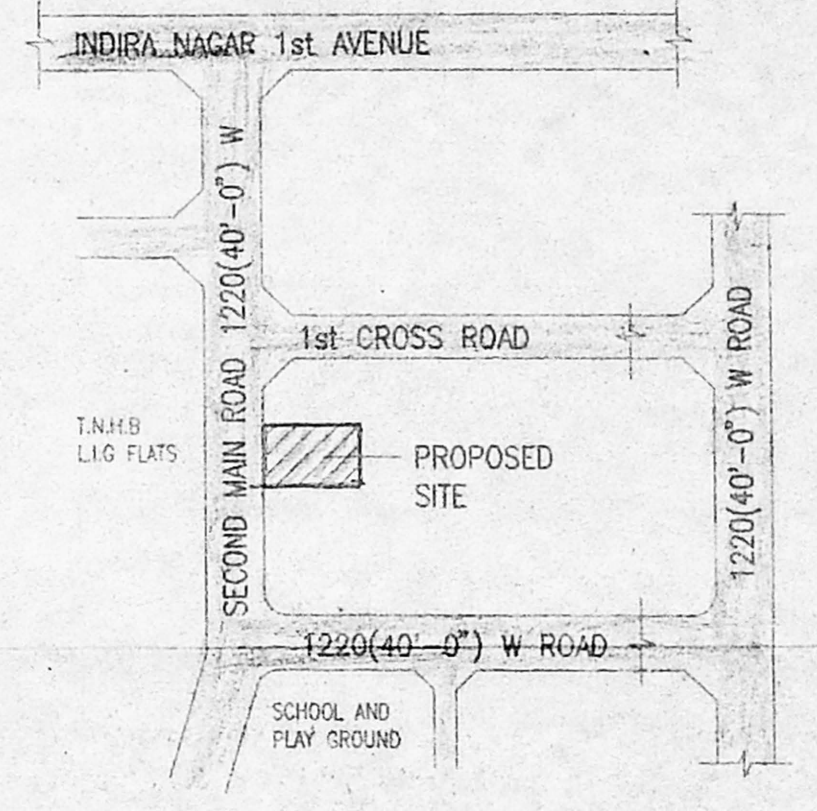 INDIRA NAGAR 1st AVENUE
SECOND MAIN ROAD 1220(40'-0") W
1st CROSS ROAD
1220(40'-0") W ROAD
T.N.H.B
L.I.G FLATS
PROPOSED
SITE
1220(40'-0") W ROAD
SCHOOL AND
PLAY GROUND